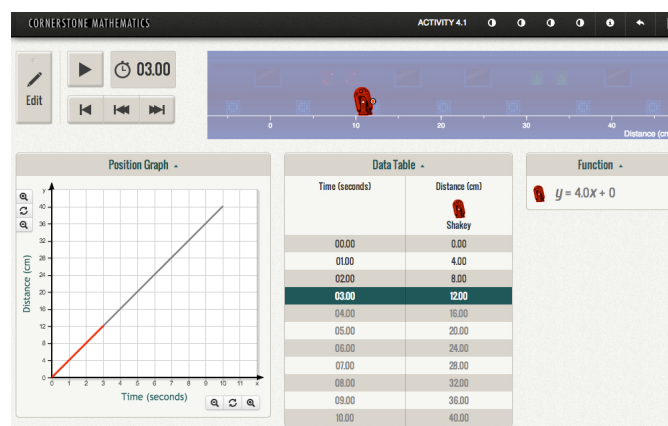 CORNERSTONE MATHEMATICS
ACTIVITY 4.1
Edit
03.00
0 10 20 30 40
Distance (cm
Position Graph
y
40
36
32
28
24
20
16
12
8
4
0
0 1 2 3 4 5 6 7 8 9 10 11 x
Distance (cm)
Time (seconds)
Data Table
Time (seconds) Distance (cm)
Shakey
00.00 0.00
01.00 4.00
02.00 8.00
03.00 12.00
04.00 16.00
05.00 20.00
06.00 24.00
07.00 28.00
08.00 32.00
09.00 36.00
10.00 40.00
Function
y = 4.0x + 0